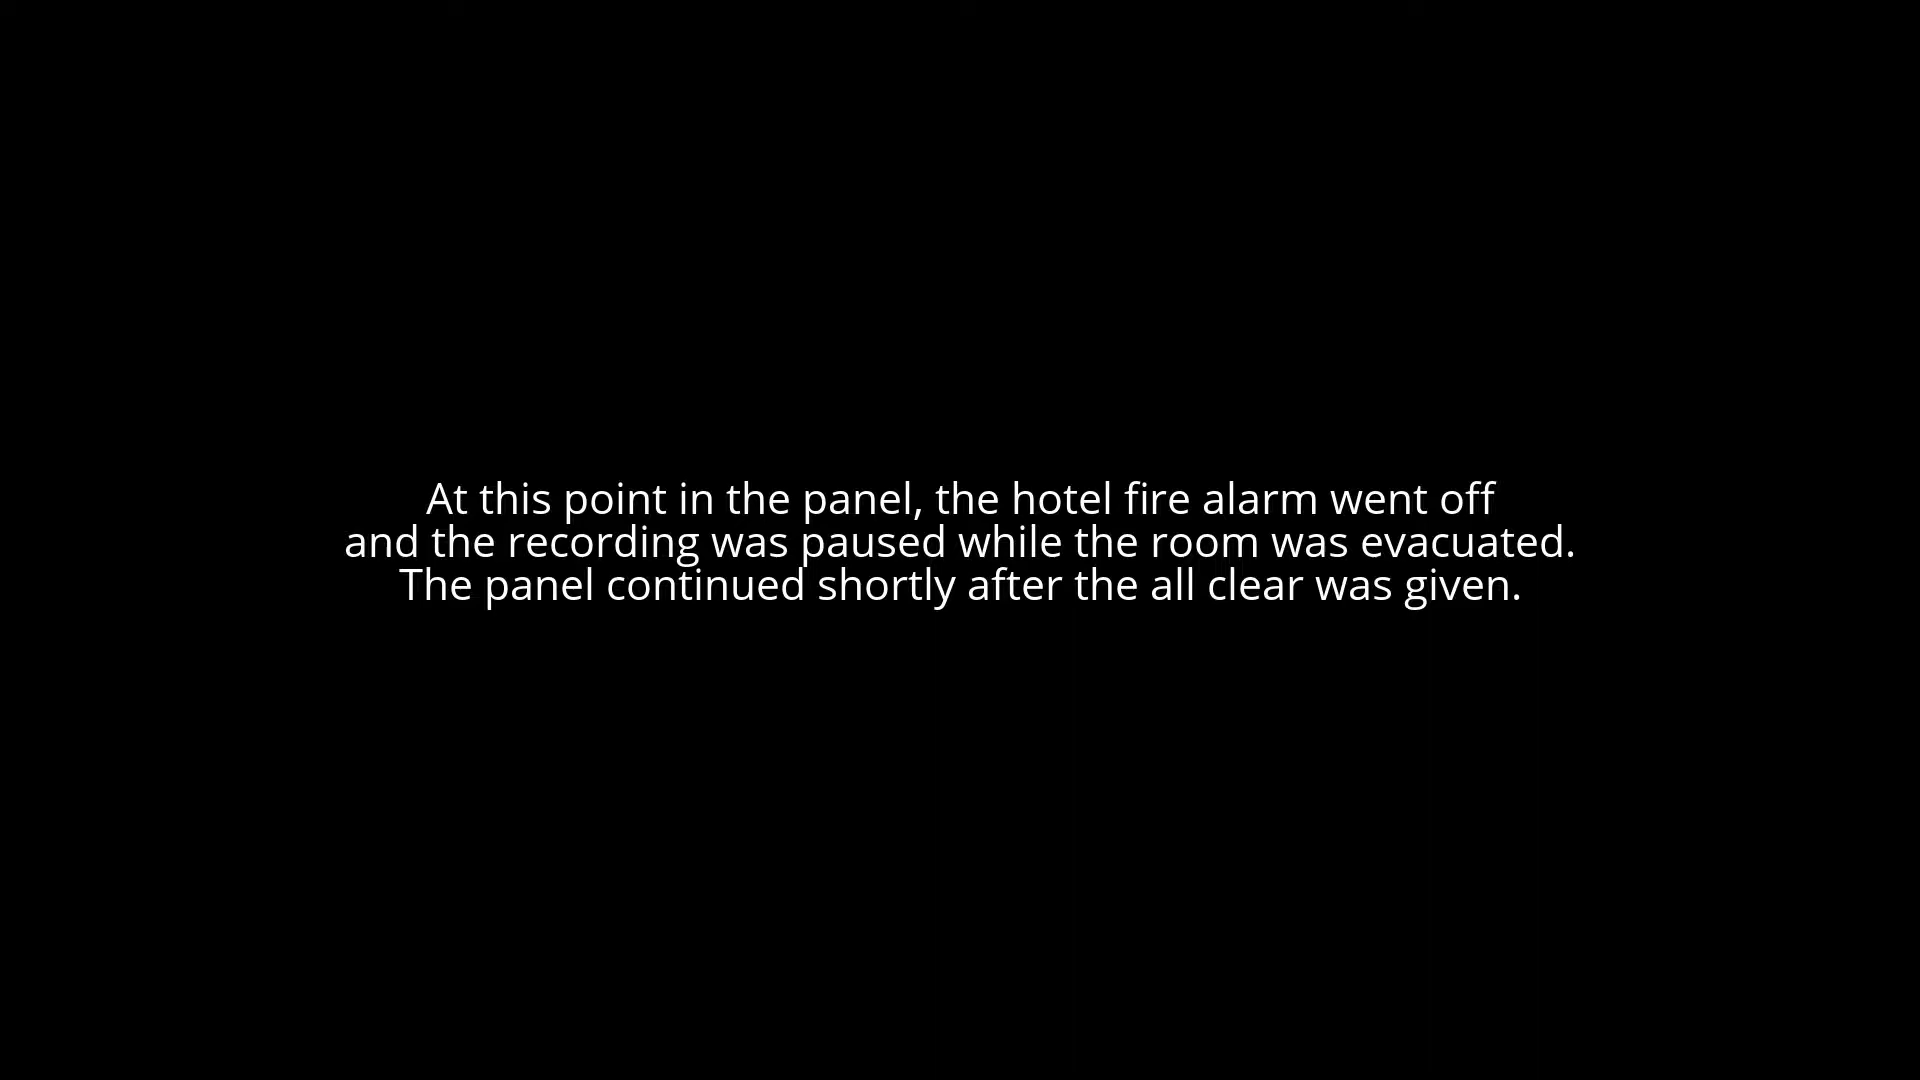 At this point in the panel, the hotel fire alarm went off
and the recording was paused while the room was evacuated.
The panel continued shortly after the all clear was given.